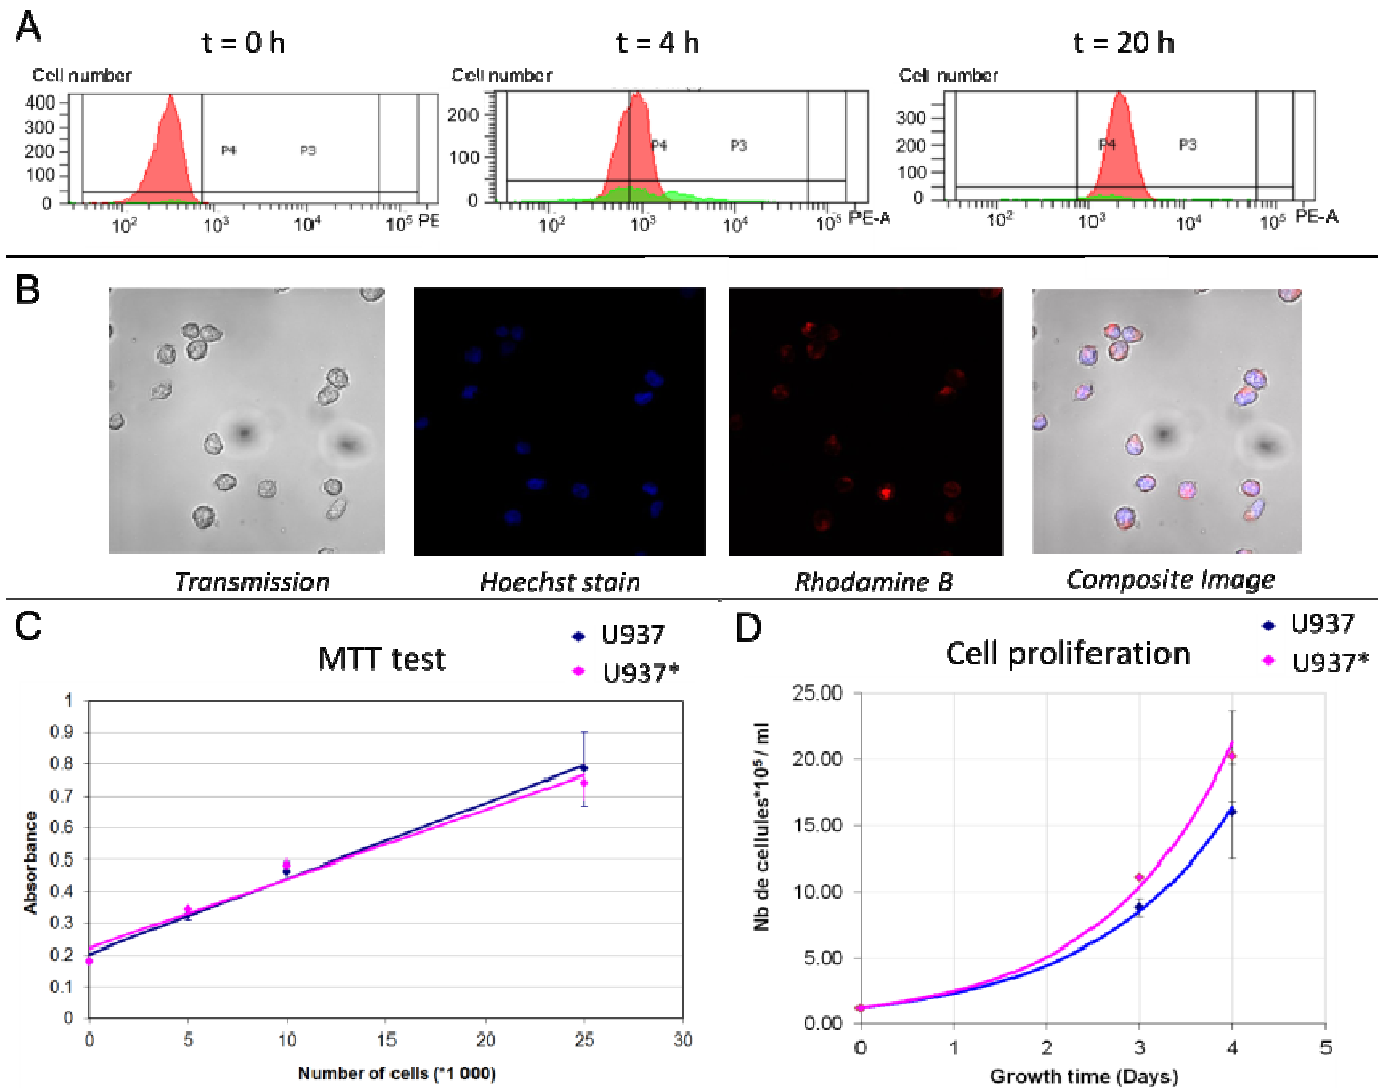 A
t = 0 h
t = 4 h
t = 20 h
Cell number
Cell number
Cell number
400
300
200
100
0
P4
P3
10²
10³
10⁴
10⁵ PE
200
100
0
P4
P3
10²
10³
10⁴
10⁵ PE-A
300
200
100
0
P4
P3
10²
10³
10⁴
10⁵ PE-A
B
Transmission
Hoechst stain
Rhodamine B
Composite Image
C
MTT test
U937
U937*
Absorbance
1
0.9
0.8
0.7
0.6
0.5
0.4
0.3
0.2
0.1
0
0
5
10
15
20
25
30
Number of cells (*1 000)
D
Cell proliferation
U937
U937*
Nb de cellules*10⁵ / ml
25.00
20.00
15.00
10.00
5.00
0.00
0
1
2
3
4
5
Growth time (Days)